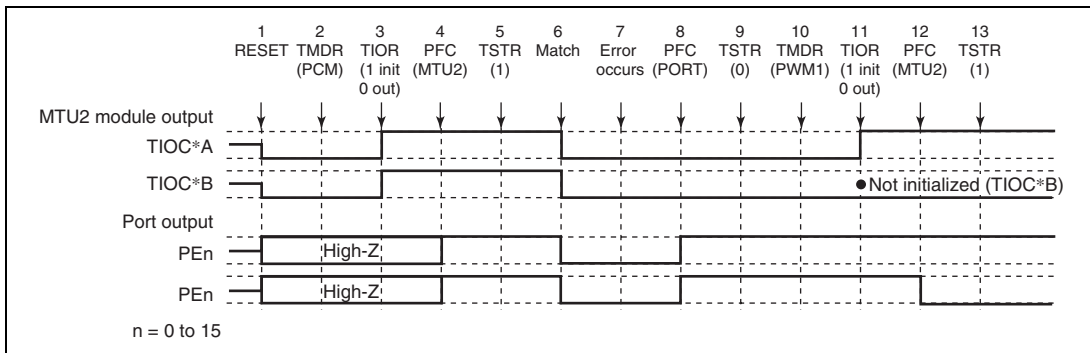 1 2 3 4 5 6 7 8 9 10 11 12 13
RESET TMDR TIOR PFC TSTR Match Error PFC TSTR TMDR TIOR PFC TSTR
(PCM) (1 init (MTU2) (1) occurs (PORT) (0) (PWM1) (1 init (MTU2) (1)
0 out) 0 out)
MTU2 module output
TIOC*A
TIOC*B
● Not initialized (TIOC*B)
Port output
PEn
High-Z
PEn
High-Z
n = 0 to 15